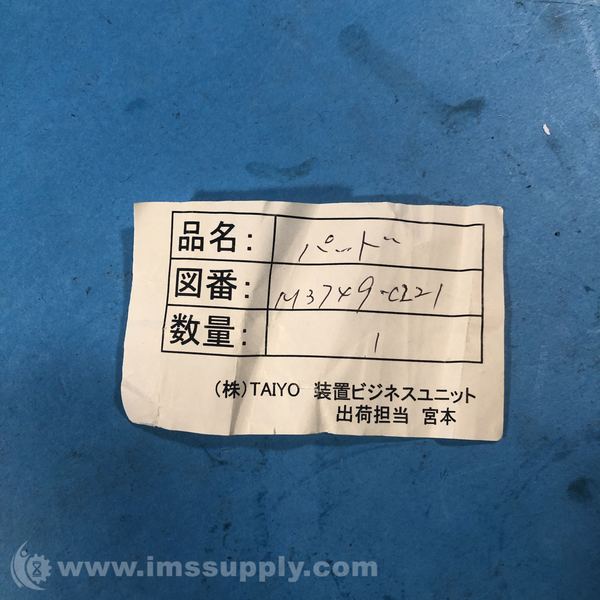 品名: パッド
図番: M3749-CL21
数量: 1
(株)TAIYO 装置ビジネスユニット
出荷担当 宮本
www.imssupply.com